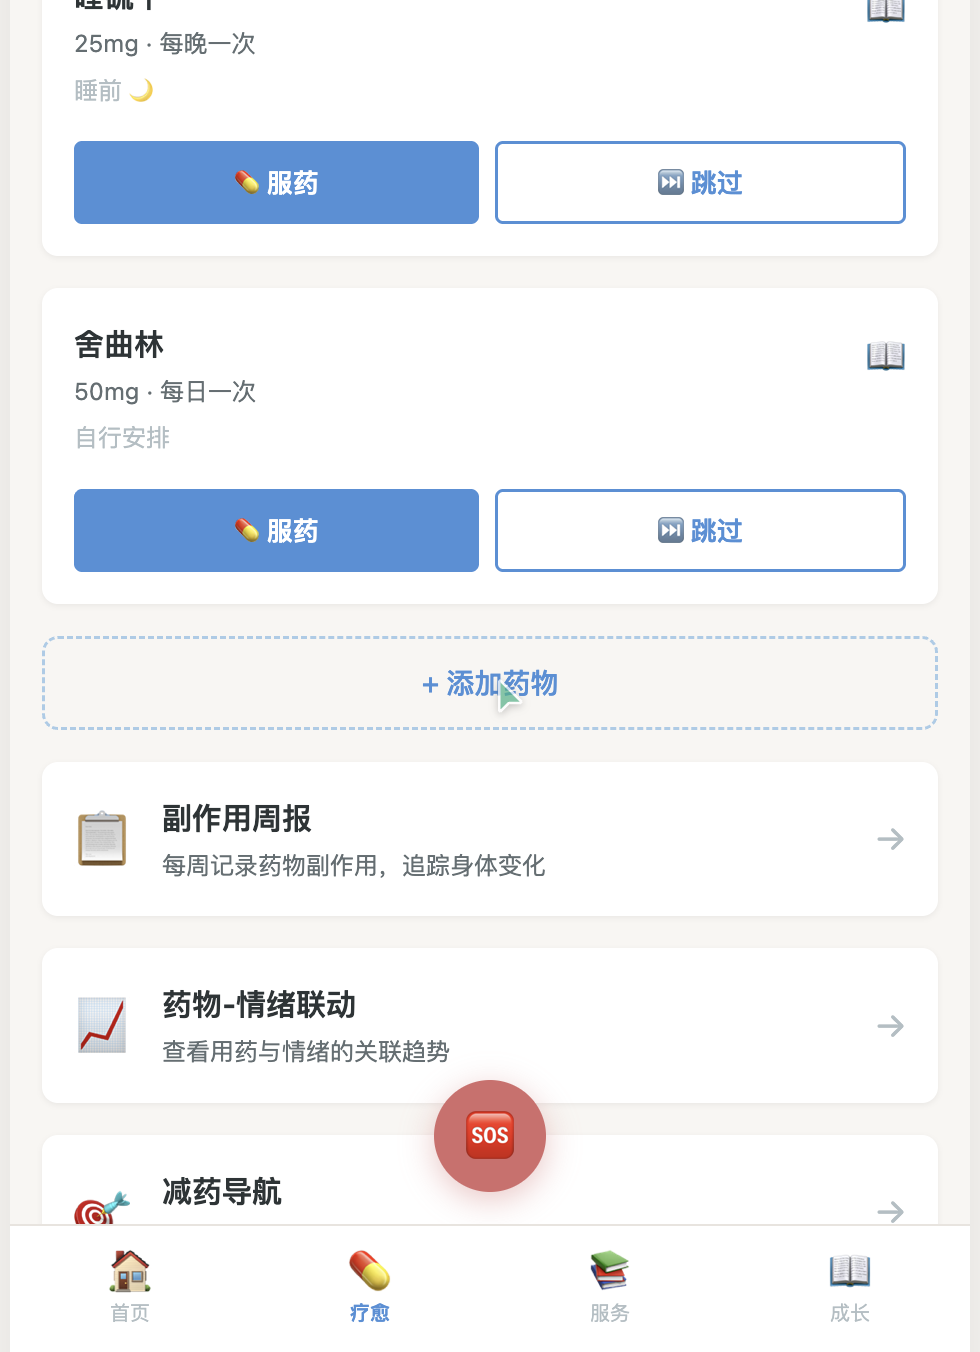 25mg · 每晚一次
睡前
服药
跳过
舍曲林
50mg · 每日一次
自行安排
服药
跳过
+ 添加药物
副作用周报
每周记录药物副作用，追踪身体变化
药物-情绪联动
查看用药与情绪的关联趋势
SOS
减药导航
首页
疗愈
服务
成长